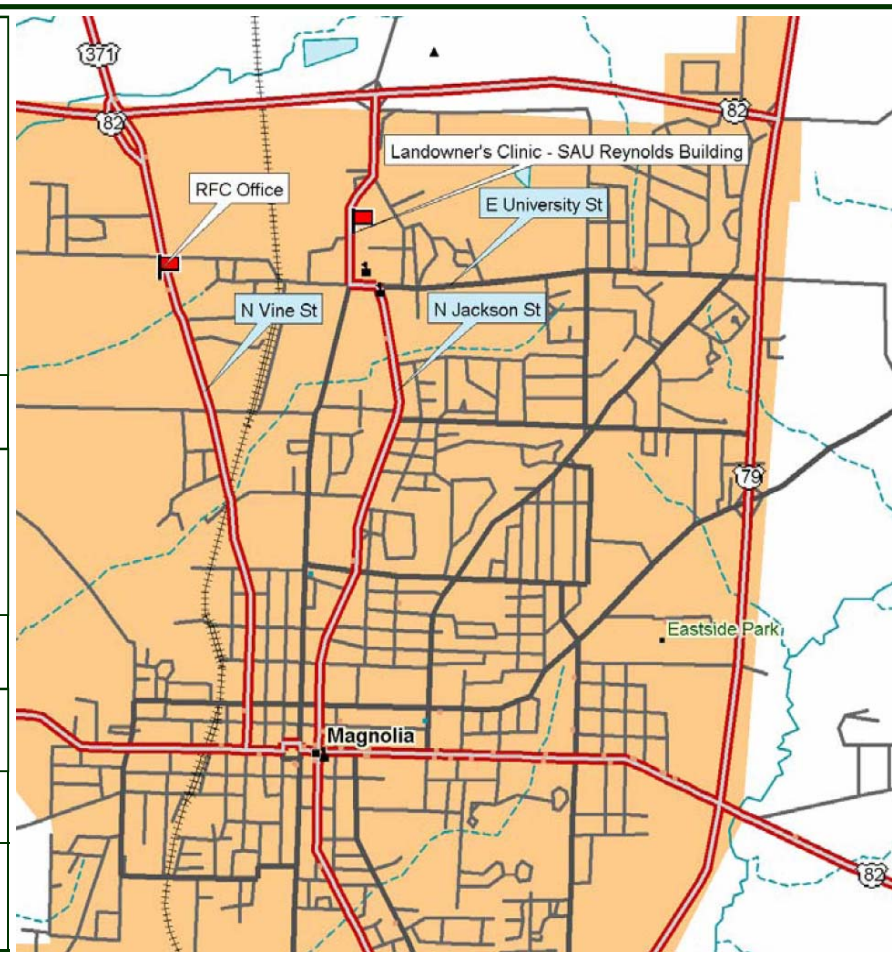 371
82
82
Landowner's Clinic - SAU Reynolds Building
RFC Office
E University St
N Vine St
N Jackson St
79
Eastside Park
Magnolia
82